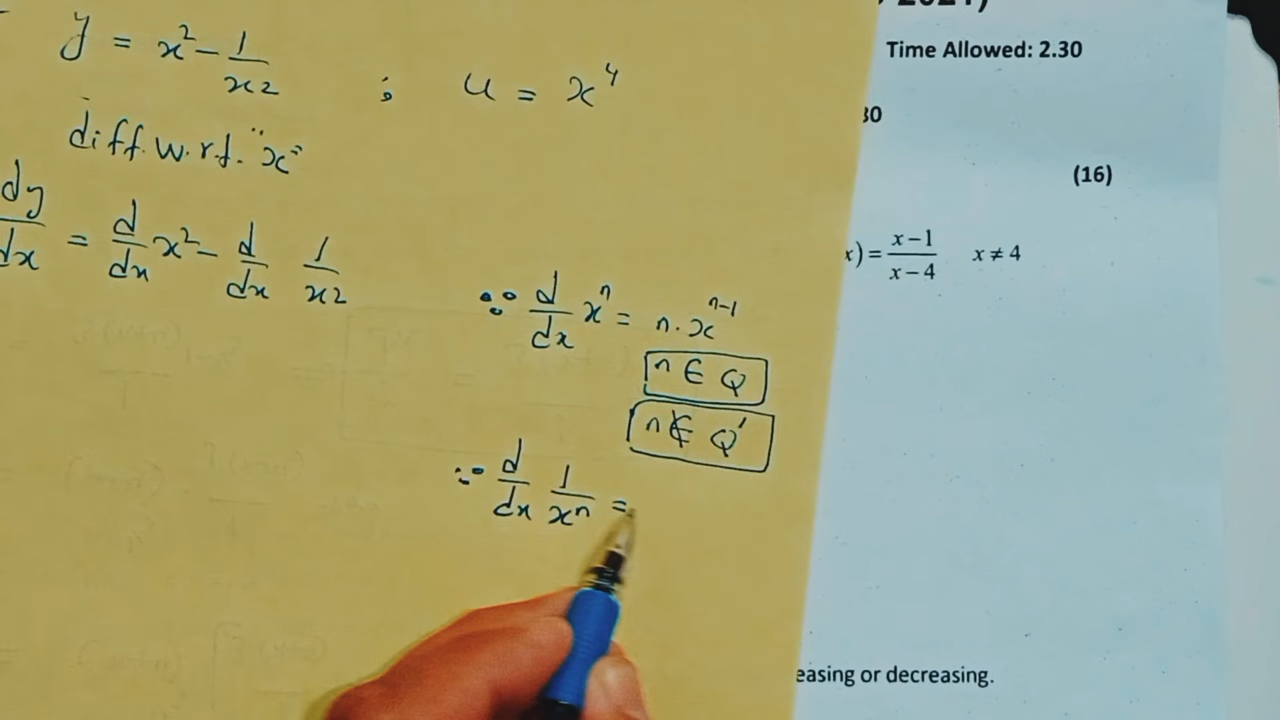 y = x² - 1/x² ; u = x⁴
diff. w.r.t. "x"
dy/dx = d/dx x² - d/dx 1/x²
∵ d/dx xⁿ = n · xⁿ⁻¹
n ∈ Q
n ∉ Q'
∵ d/dx 1/xⁿ =
2021)
Time Allowed: 2.30
30
(16)
x) = x-1/x-4 x ≠ 4
easing or decreasing.